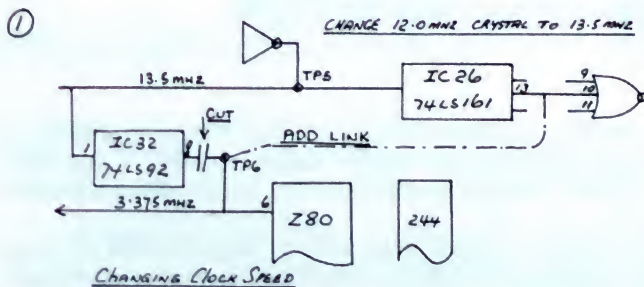 1
CHANGE 12.0MHZ CRYSTAL TO 13.5MHZ
13.5MHZ
TP5
IC26
74LS161
13
9
10
11
CUT
1
IC32
74LS92
TP6
ADD LINK
3.375MHZ
6
Z80
244
CHANGING CLOCK SPEED